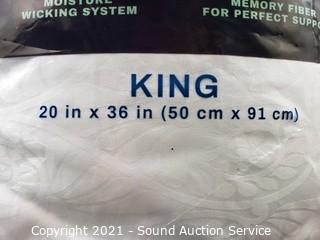 MOISTURE
WICKING SYSTEM
MEMORY FIBER
FOR PERFECT SUPPO
KING
20 in x 36 in (50 cm x 91 cm)
Copyright 2021 - Sound Auction Service